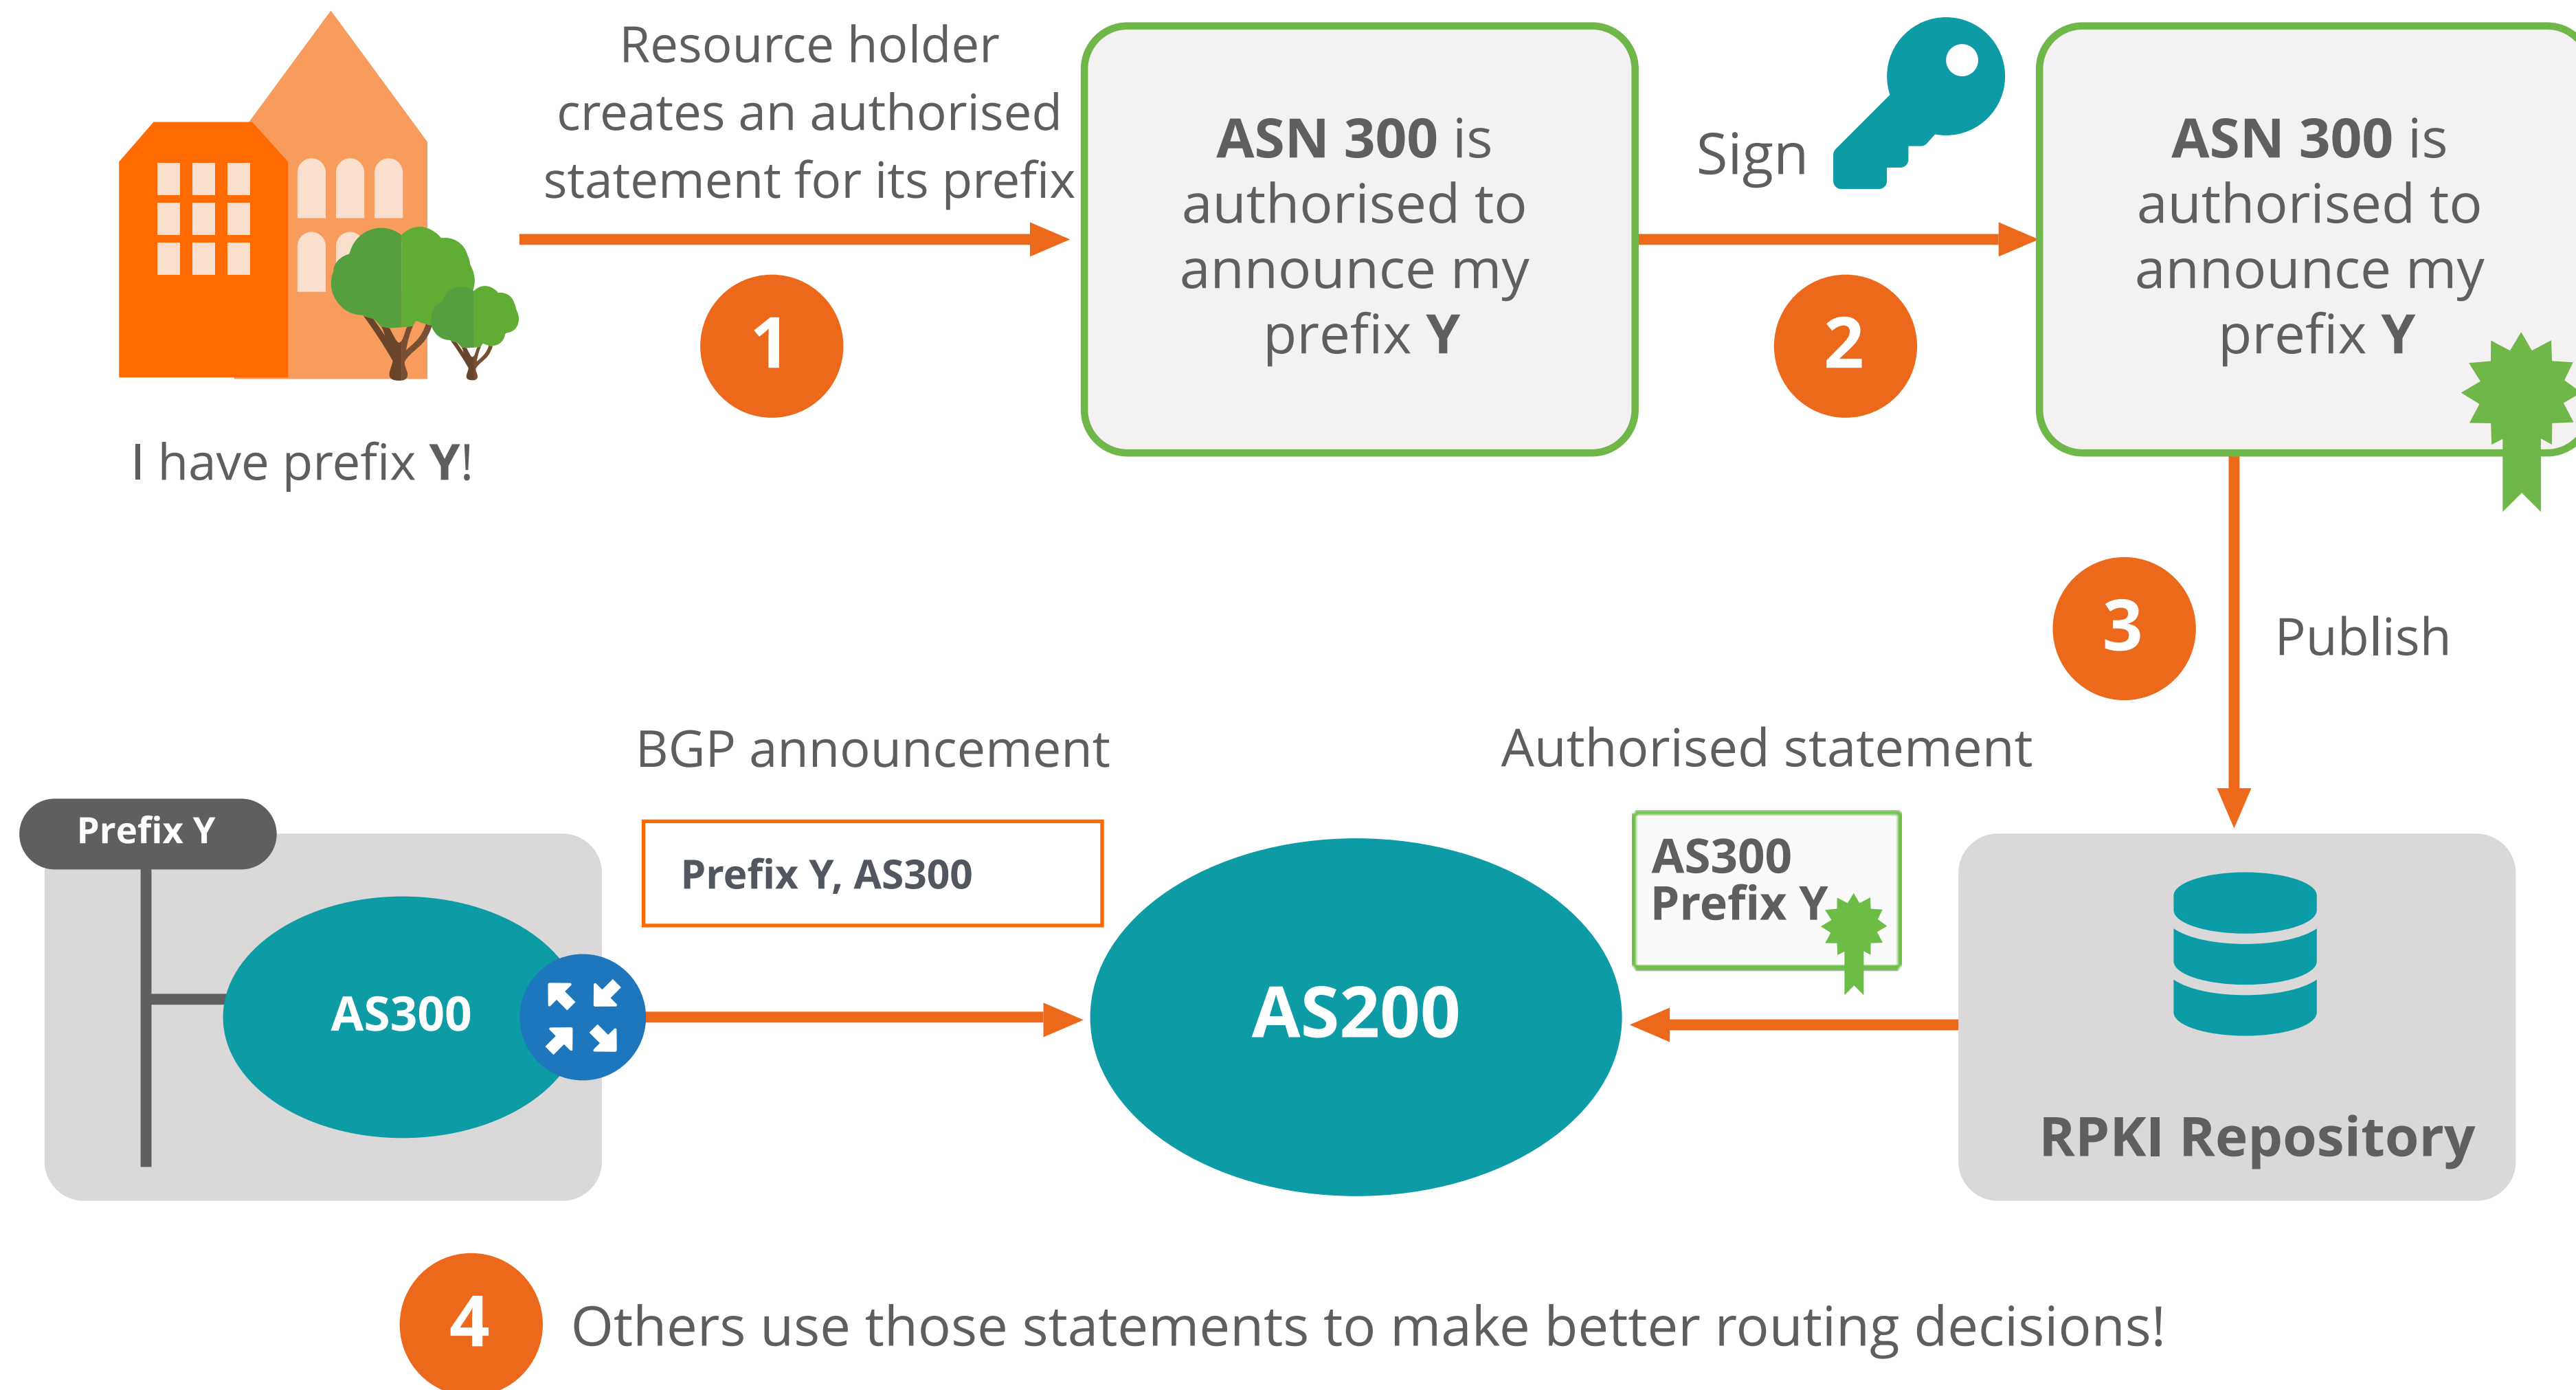 Resource holder
creates an authorised
statement for its prefix
1
I have prefix Y!
ASN 300 is
authorised to
announce my
prefix Y
Sign
2
ASN 300 is
authorised to
announce my
prefix Y
3
Publish
BGP announcement
Authorised statement
Prefix Y
AS300
Prefix Y, AS300
AS200
AS300
Prefix Y
RPKI Repository
4
Others use those statements to make better routing decisions!